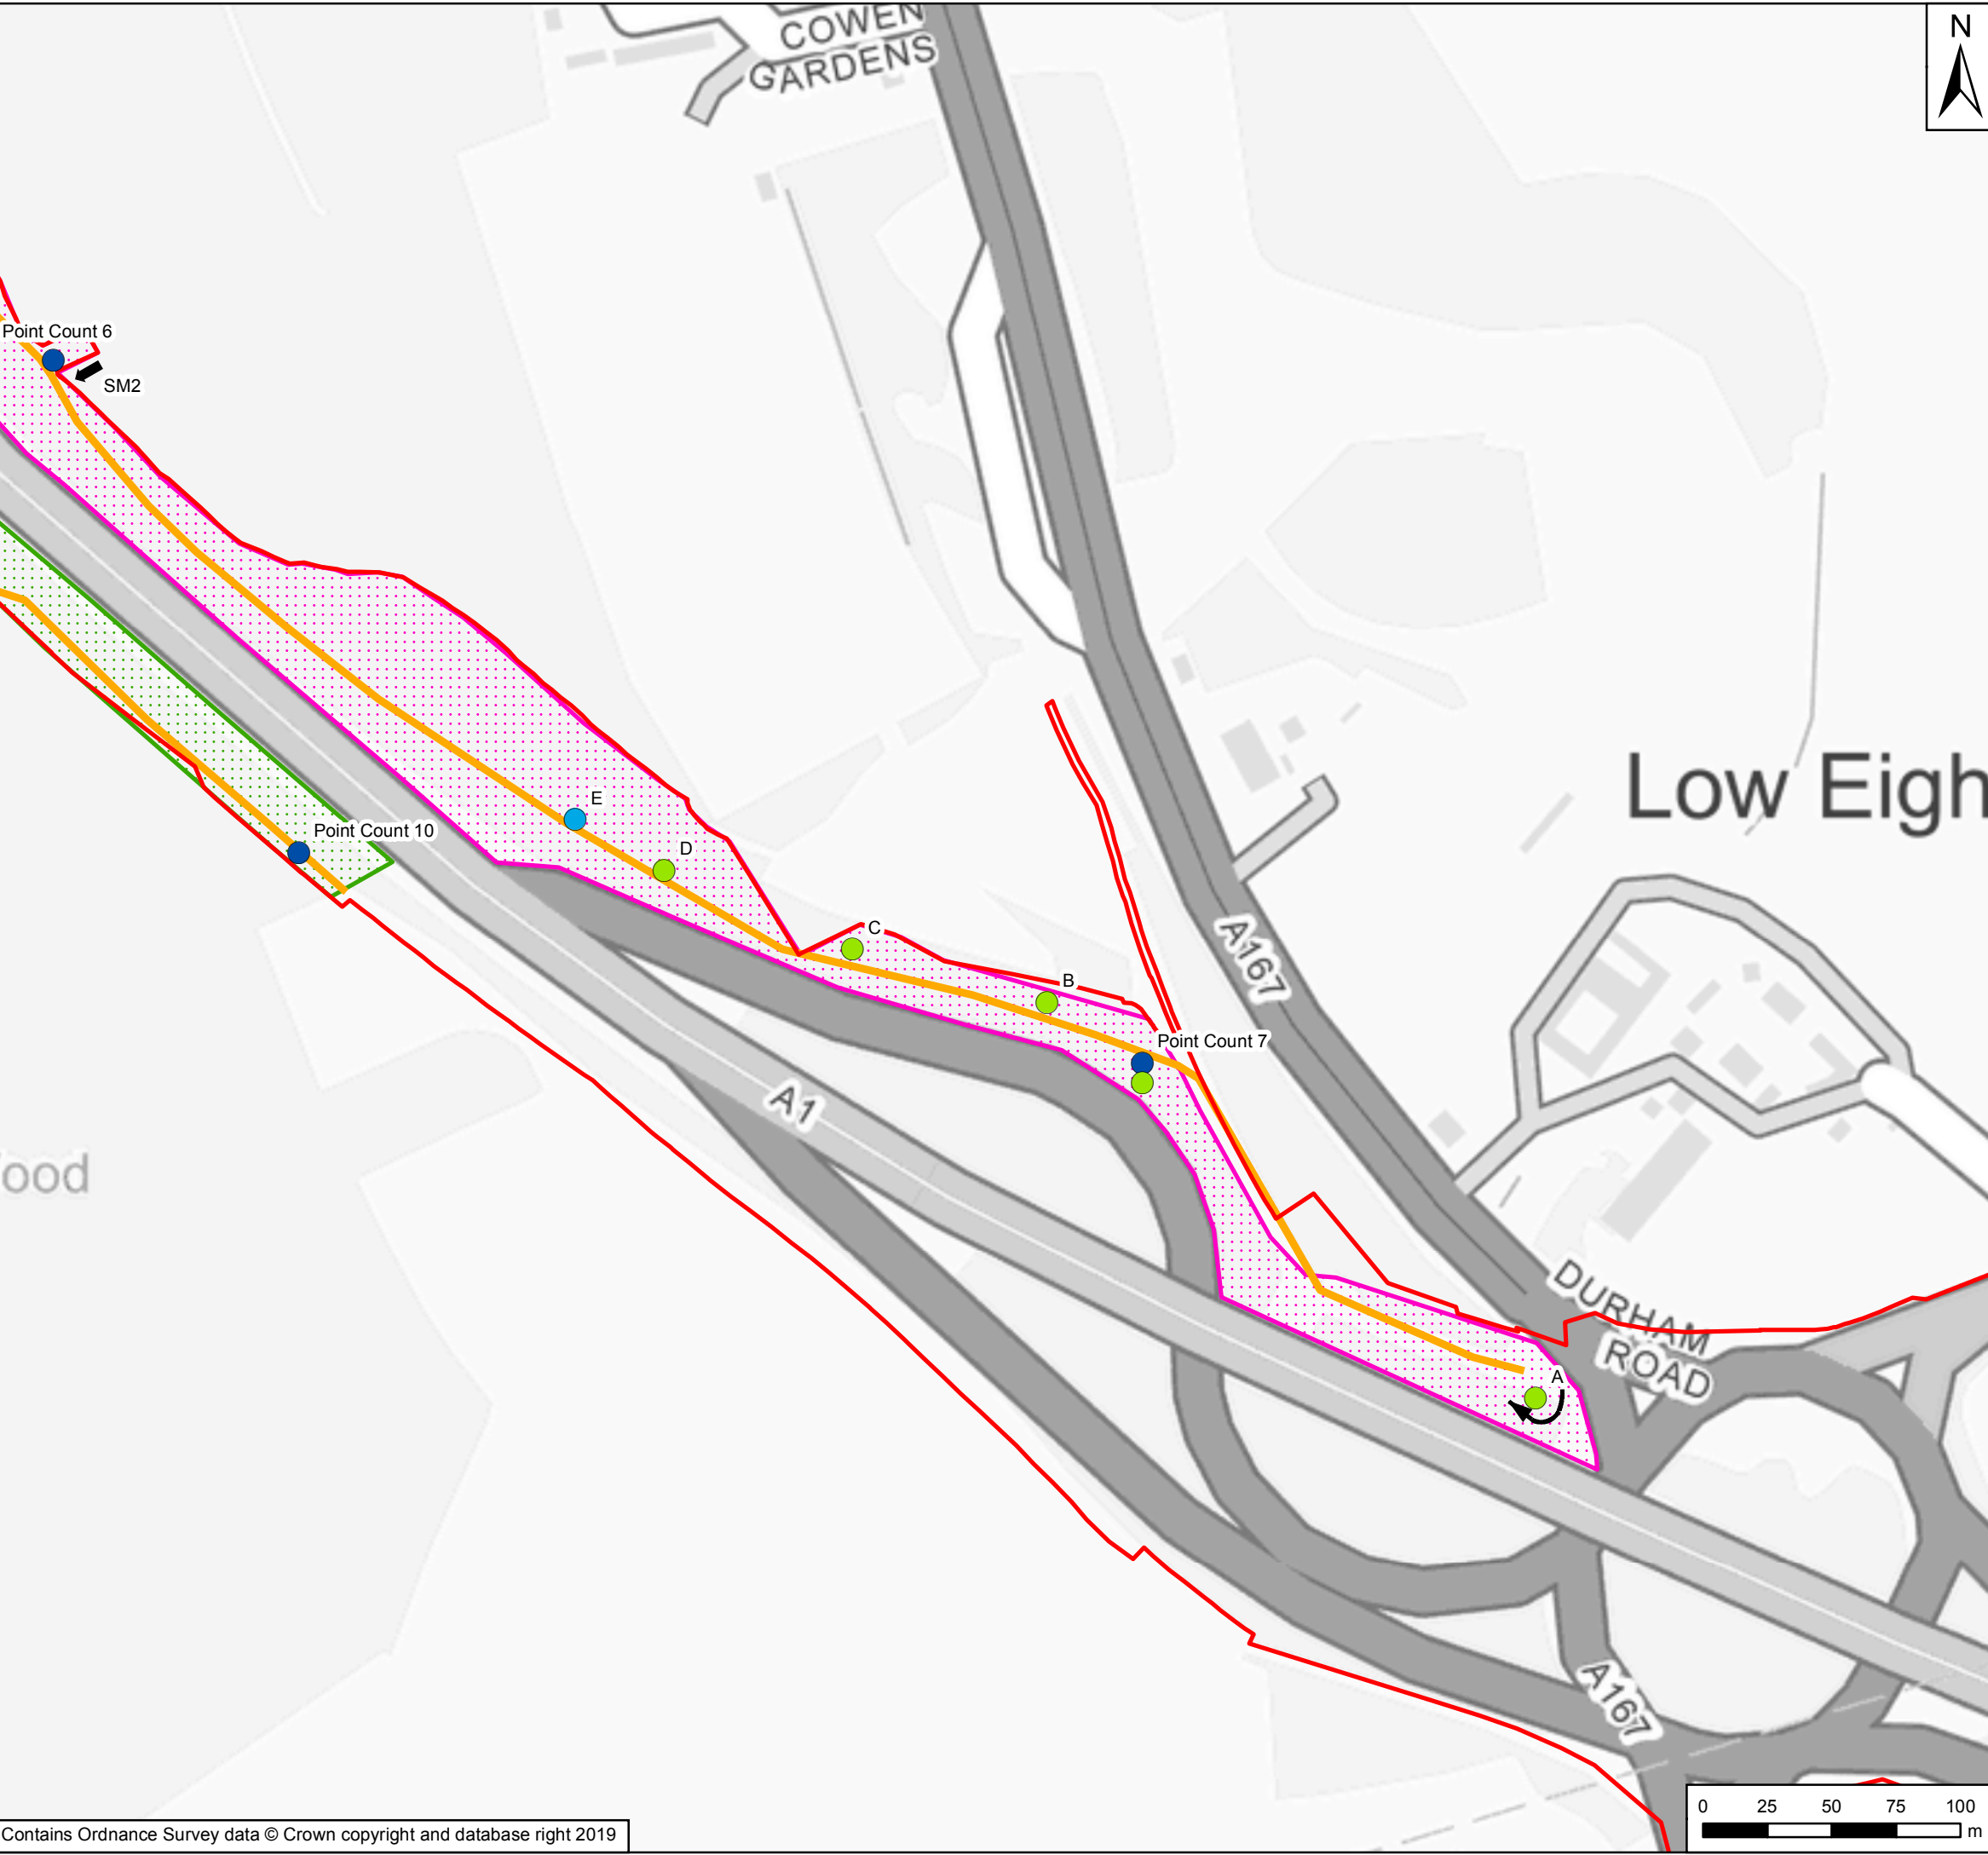 COWEN
GARDENS
N
Point Count 6
SM2
Low Eigh
E
Point Count 10
D
C
A167
B
Point Count 7
A1
ood
DURHAM
ROAD
A
A167
0 25 50 75 100
m
Contains Ordnance Survey data © Crown copyright and database right 2019